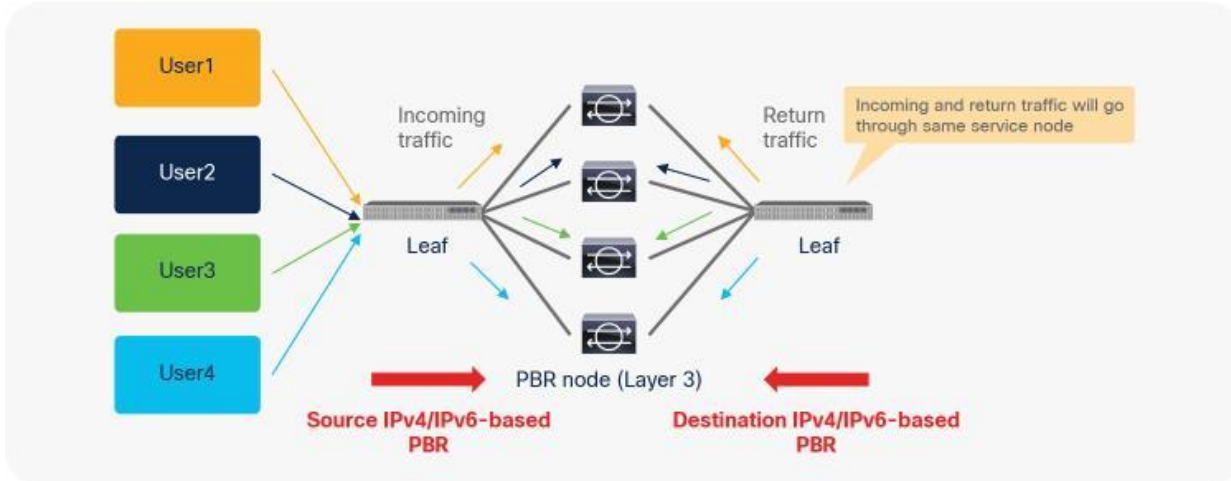 User1
User2
User3
User4
Incoming
traffic
Leaf
Return
traffic
Leaf
Incoming and return traffic will go
through same service node
PBR node (Layer 3)
Source IPv4/IPv6-based
PBR
Destination IPv4/IPv6-based
PBR